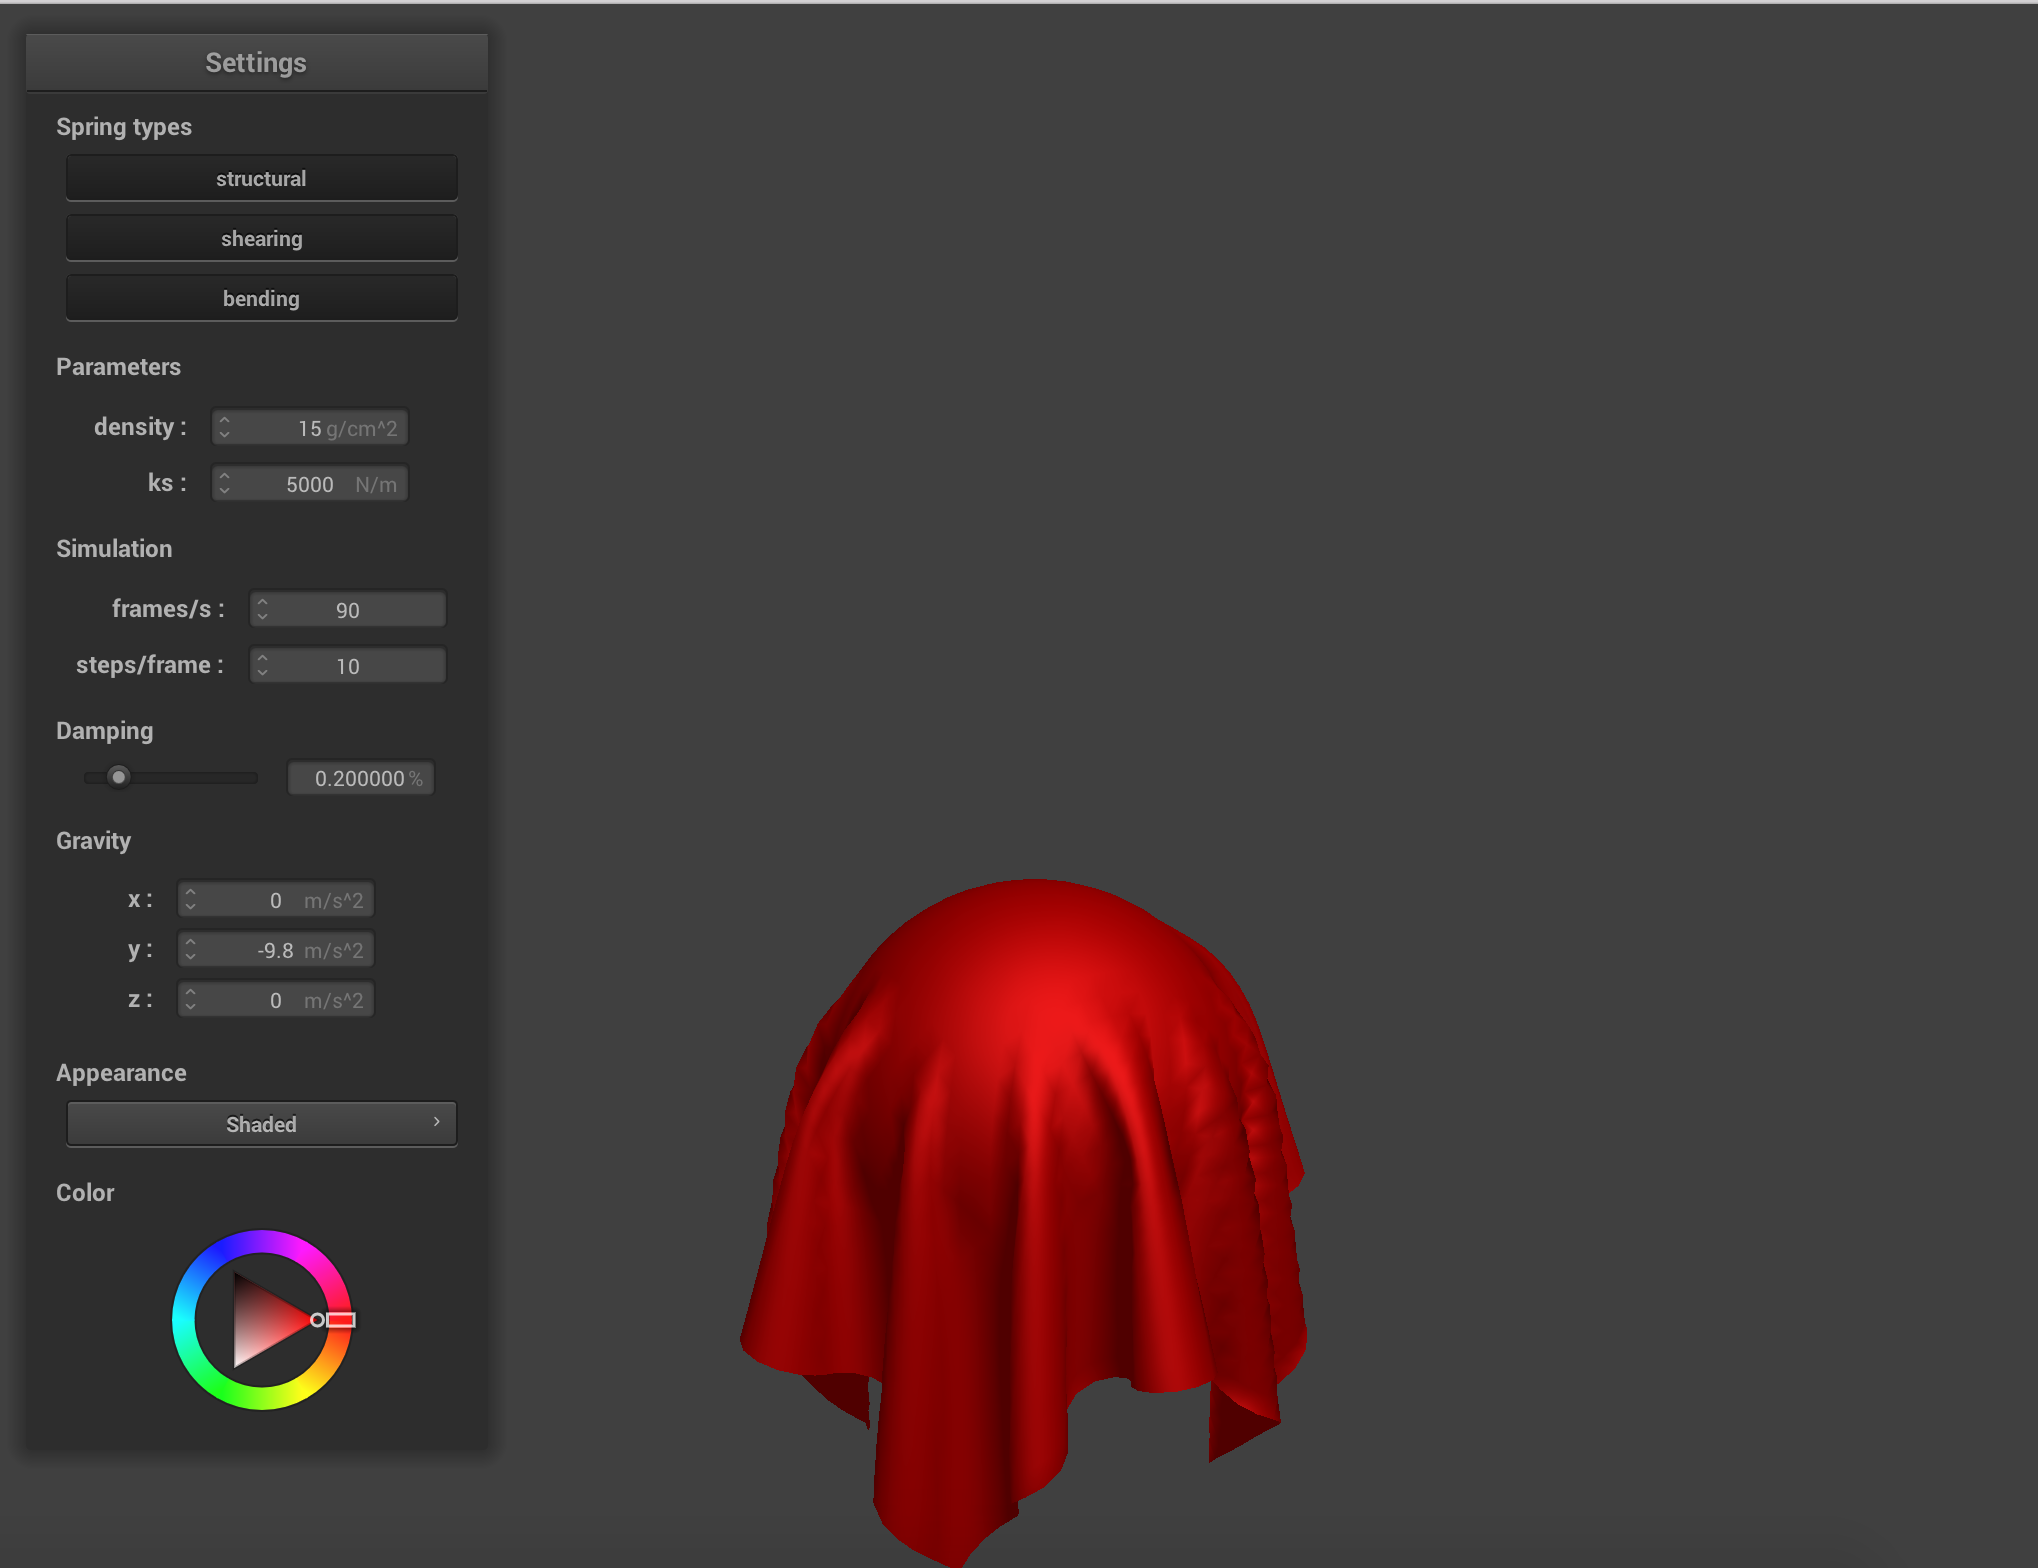 Settings
Spring types
structural
shearing
bending
Parameters
density : 15 g/cm^2
ks : 5000 N/m
Simulation
frames/s : 90
steps/frame : 10
Damping
0.200000 %
Gravity
x : 0 m/s^2
y : -9.8 m/s^2
z : 0 m/s^2
Appearance
Shaded
Color